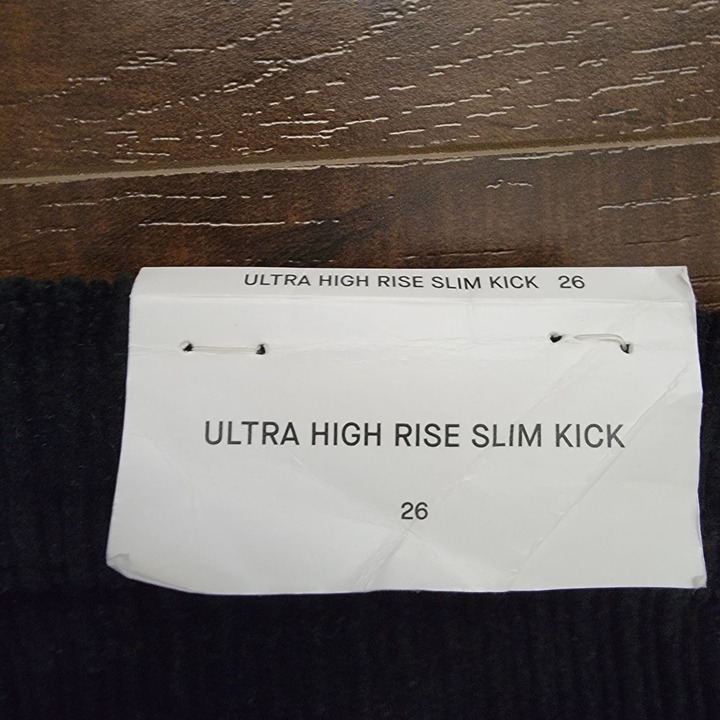 ULTRA HIGH RISE SLIM KICK 26
ULTRA HIGH RISE SLIM KICK
26